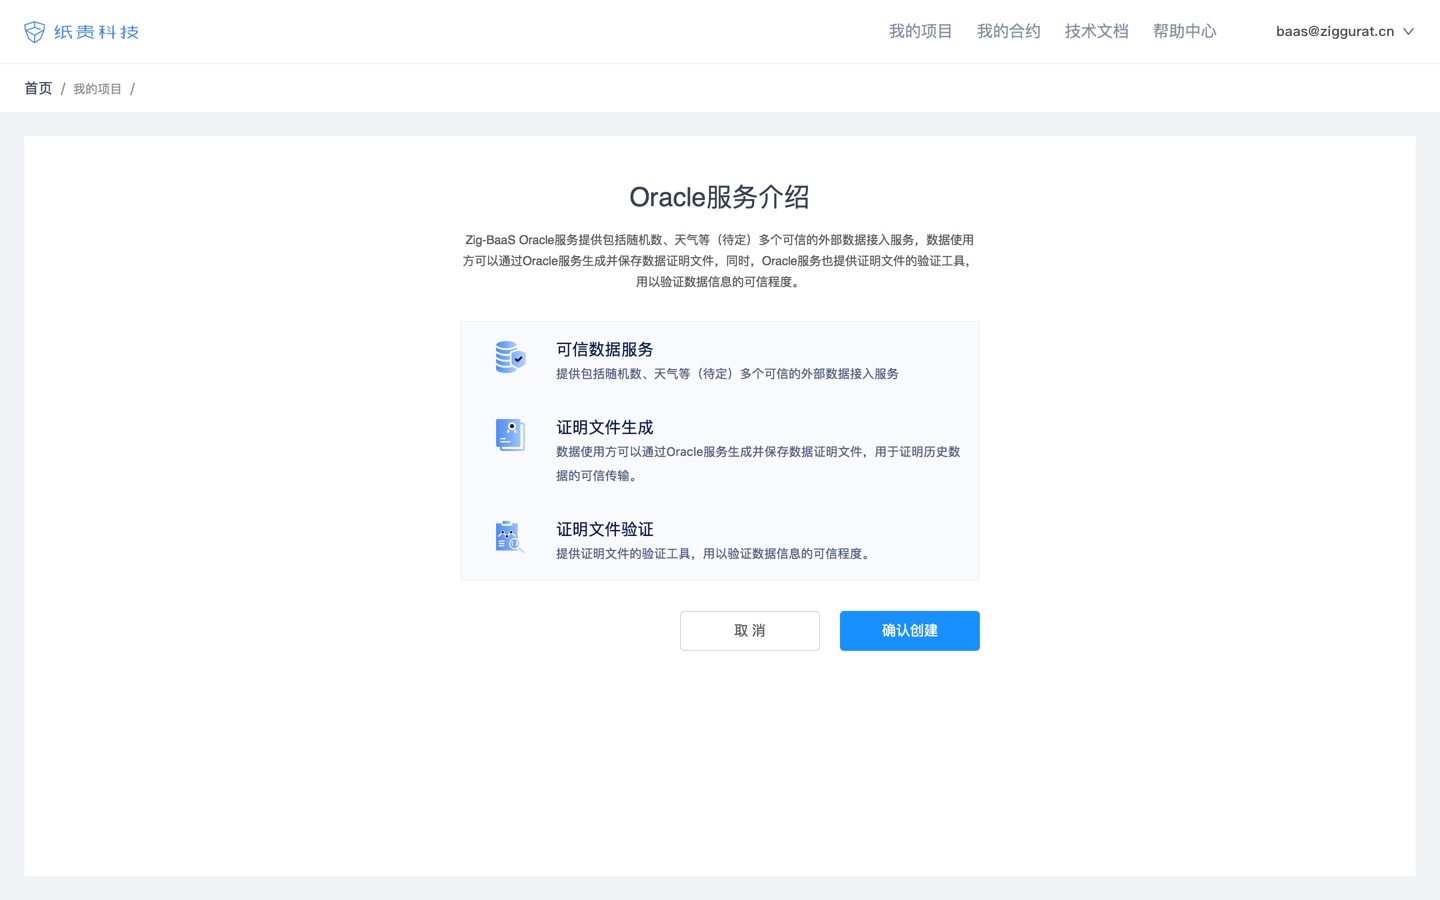 纸贵科技
我的项目 我的合约 技术文档 帮助中心 baas@ziggurat.cn
首页 / 我的项目 /
Oracle服务介绍
Zig-BaaS Oracle服务提供包括随机数、天气等（待定）多个可信的外部数据接入服务，数据使用
方可以通过Oracle服务生成并保存数据证明文件，同时，Oracle服务也提供证明文件的验证工具，
用以验证数据信息的可信程度。
可信数据服务
提供包括随机数、天气等（待定）多个可信的外部数据接入服务
证明文件生成
数据使用方可以通过Oracle服务生成并保存数据证明文件，用于证明历史数
据的可信传输。
证明文件验证
提供证明文件的验证工具，用以验证数据信息的可信程度。
取 消 确认创建